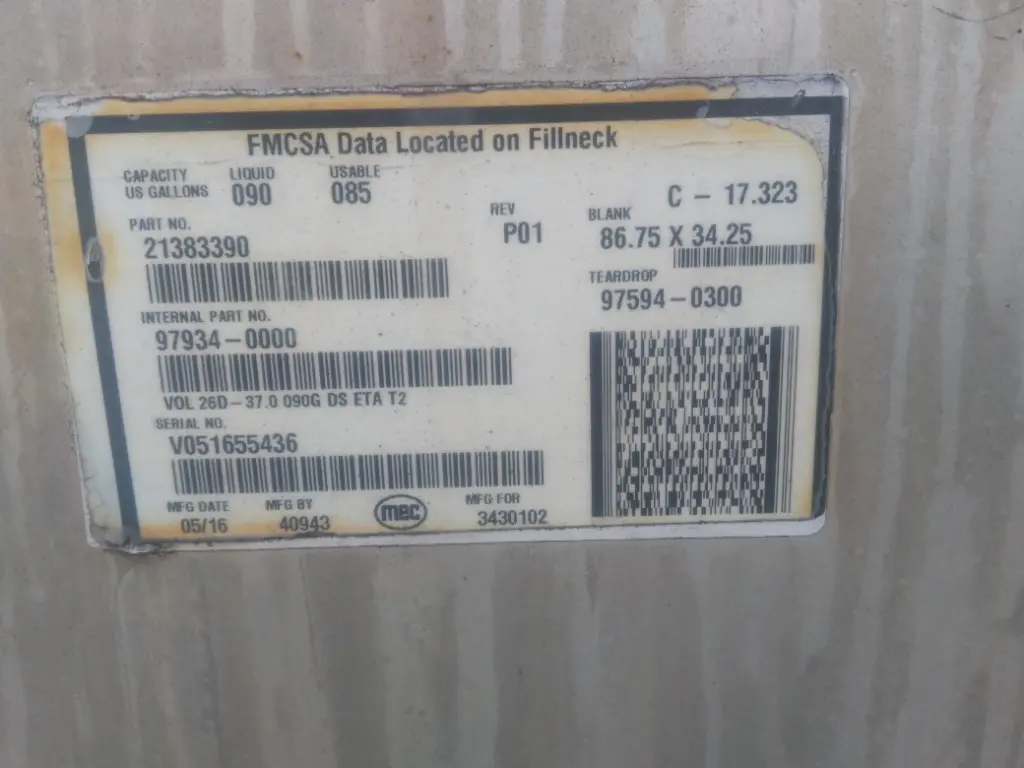 FMCSA Data Located on Fillneck
CAPACITY US GALLONS
LIQUID 090
USABLE 085
C - 17.323
PART NO.
21383390
REV
P01
BLANK
86.75 X 34.25
TEARDROP
97594-0300
INTERNAL PART NO.
97934-0000
VOL 26D-37.0 090G DS ETA T2
SERIAL NO.
V051655436
MFG DATE
05/16
MFG BY
40943
mec
MFG FOR
3430102